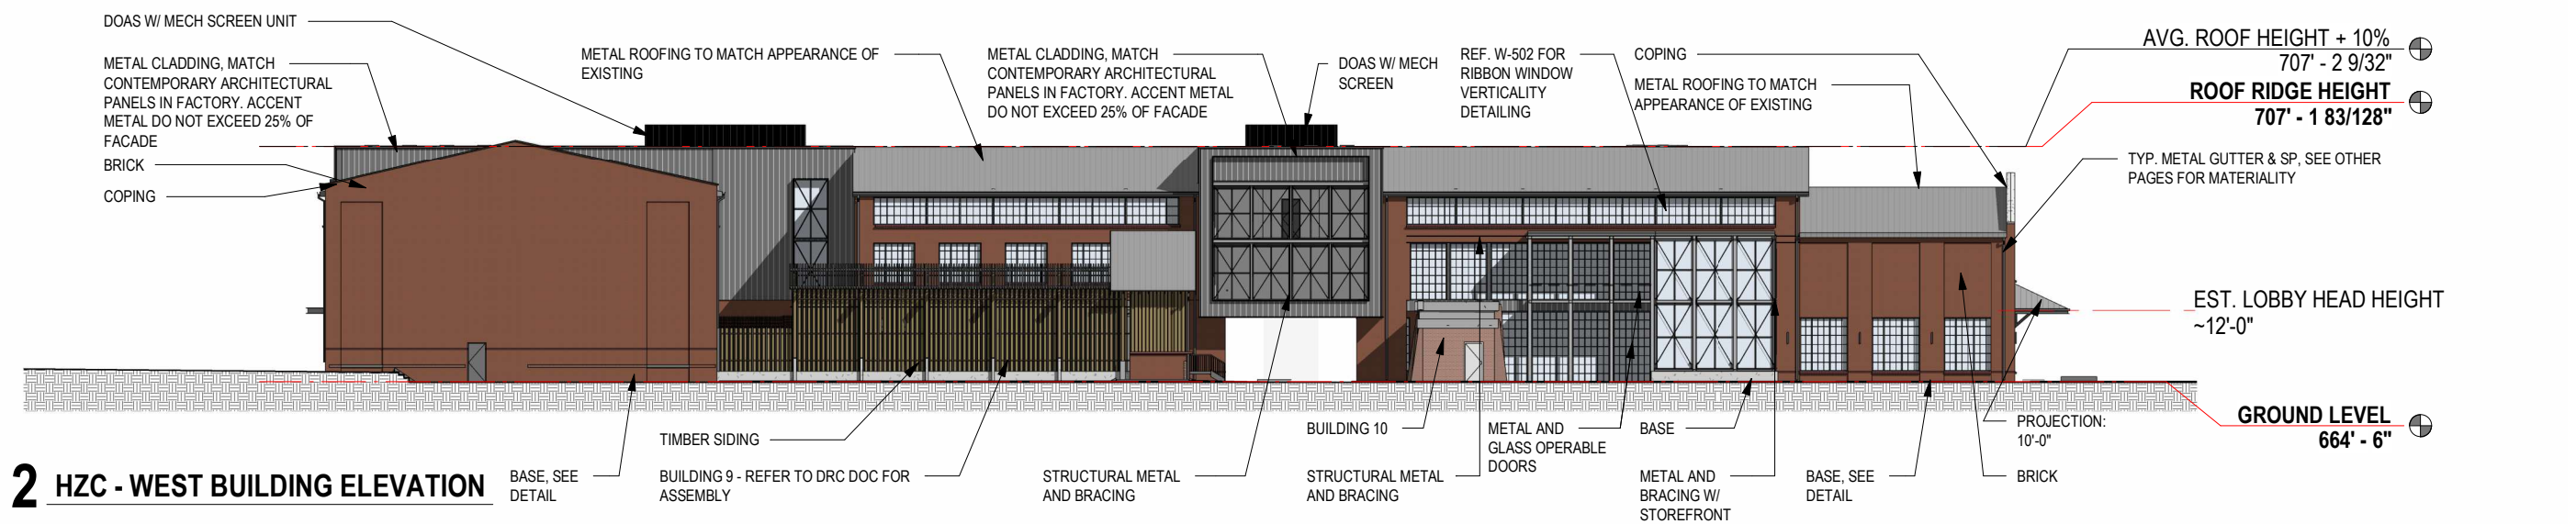 DOAS W/ MECH SCREEN UNIT
METAL CLADDING, MATCH
CONTEMPORARY ARCHITECTURAL
PANELS IN FACTORY. ACCENT
METAL DO NOT EXCEED 25% OF
FACADE
BRICK
COPING
METAL ROOFING TO MATCH APPEARANCE OF
EXISTING
METAL CLADDING, MATCH
CONTEMPORARY ARCHITECTURAL
PANELS IN FACTORY. ACCENT METAL
DO NOT EXCEED 25% OF FACADE
DOAS W/ MECH
SCREEN
REF. W-502 FOR
RIBBON WINDOW
VERTICALITY
DETAILING
COPING
METAL ROOFING TO MATCH
APPEARANCE OF EXISTING
AVG. ROOF HEIGHT + 10%
707' - 2 9/32"
ROOF RIDGE HEIGHT
707' - 1 83/128"
TYP. METAL GUTTER & SP, SEE OTHER
PAGES FOR MATERIALITY
EST. LOBBY HEAD HEIGHT
~12'-0"
GROUND LEVEL
664' - 6"
2 HZC - WEST BUILDING ELEVATION
BASE, SEE
DETAIL
TIMBER SIDING
BUILDING 9 - REFER TO DRC DOC FOR
ASSEMBLY
STRUCTURAL METAL
AND BRACING
BUILDING 10
STRUCTURAL METAL
AND BRACING
METAL AND
GLASS OPERABLE
DOORS
BASE
METAL AND
BRACING W/
STOREFRONT
BASE, SEE
DETAIL
PROJECTION:
10'-0"
BRICK